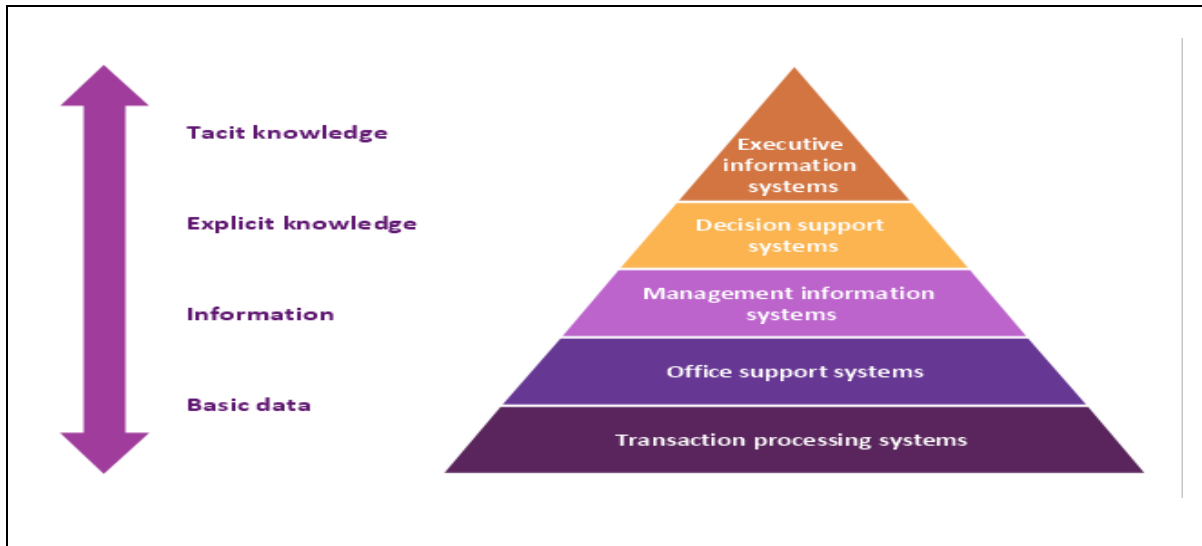 Tacit knowledge
Explicit knowledge
Information
Basic data
Executive
information
systems
Decision support
systems
Management information
systems
Office support systems
Transaction processing systems